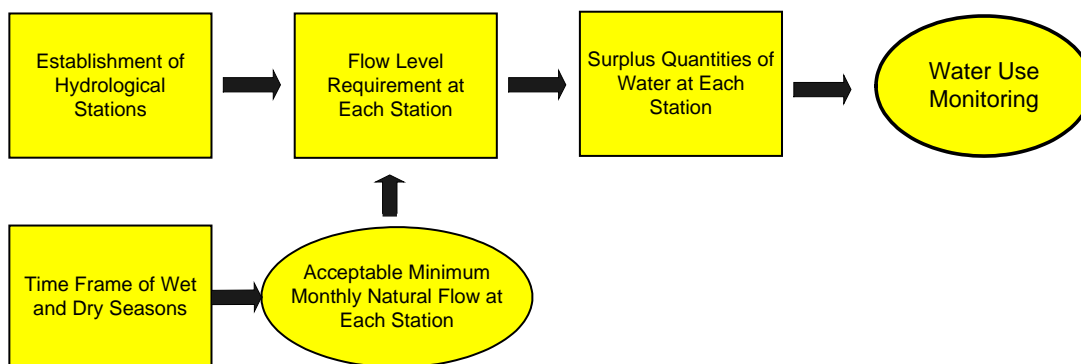 Establishment of
Hydrological
Stations
Flow Level
Requirement at
Each Station
Surplus Quantities of
Water at Each
Station
Water Use
Monitoring
Time Frame of Wet
and Dry Seasons
Acceptable Minimum
Monthly Natural Flow at
Each Station